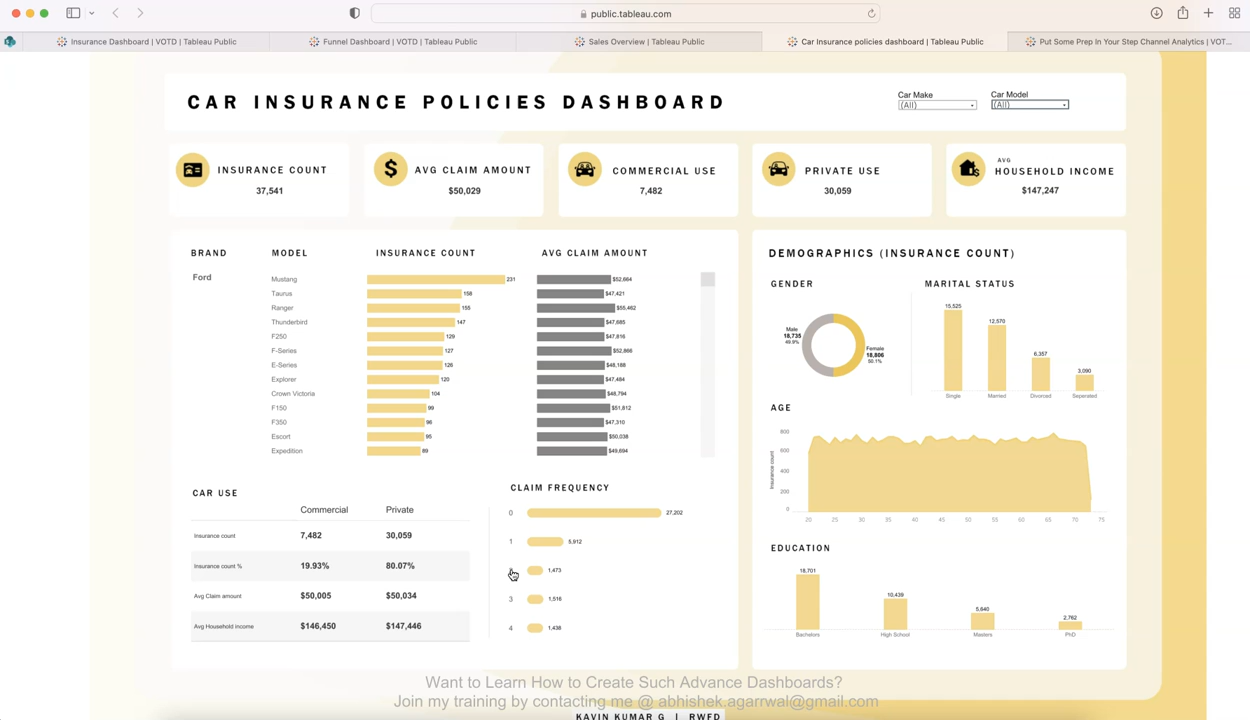 public.tableau.com
Insurance Dashboard | VOTD | Tableau Public
Funnel Dashboard | VOTD | Tableau Public
Sales Overview | Tableau Public
Car Insurance policies dashboard | Tableau Public
Put Some Prep In Your Step Channel Analytics | VOT...
CAR INSURANCE POLICIES DASHBOARD
Car Make
(All)
Car Model
(All)
INSURANCE COUNT
37,541
AVG CLAIM AMOUNT
$50,029
COMMERCIAL USE
7,482
PRIVATE USE
30,059
AVG
HOUSEHOLD INCOME
$147,247
BRAND MODEL INSURANCE COUNT AVG CLAIM AMOUNT
Ford Mustang 231 $52,664
Taurus 158 $47,421
Ranger 155 $55,462
Thunderbird 147 $47,685
F250 129 $47,816
F-Series 127 $52,866
E-Series 126 $48,188
Explorer 120 $47,484
Crown Victoria 104 $48,794
F150 99 $51,812
F350 96 $47,310
Escort 95 $50,038
Expedition 89 $49,694
CAR USE
Commercial Private
Insurance count 7,482 30,059
Insurance count % 19.93% 80.07%
Avg Claim amount $50,005 $50,034
Avg Household income $146,450 $147,446
CLAIM FREQUENCY
0 27,202
1 5,912
1,473
3 1,516
4 1,438
DEMOGRAPHICS (INSURANCE COUNT)
GENDER
Male
18,735
49.9%
Female
18,806
50.1%
MARITAL STATUS
15,525
12,570
6,357
3,090
Single Married Divorced Seperated
AGE
Insurance count
800
600
400
200
0
20 25 30 35 40 45 50 55 60 65 70 75
EDUCATION
18,701
10,439
5,640
2,762
Bachelors High School Masters PhD
Want to Learn How to Create Such Advance Dashboards?
Join my training by contacting me @ abhishek.agarrwal@gmail.com
KAVIN KUMAR G | RWFD